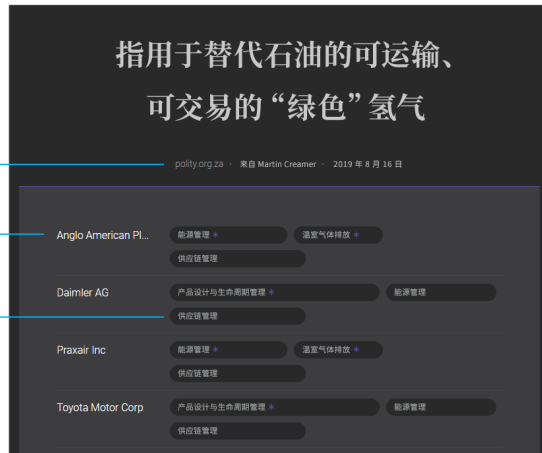 指用于替代石油的可运输、
可交易的“绿色”氢气
polity.org.za · 来自 Martin Creamer · 2019 年 8 月 16 日
Anglo American Pl... 能源管理 * 温室气体排放 *
供应链管理
Daimler AG 产品设计与生命周期管理 * 能源管理
供应链管理
Praxair Inc 能源管理 * 温室气体排放 *
供应链管理
Toyota Motor Corp 产品设计与生命周期管理 * 能源管理
供应链管理